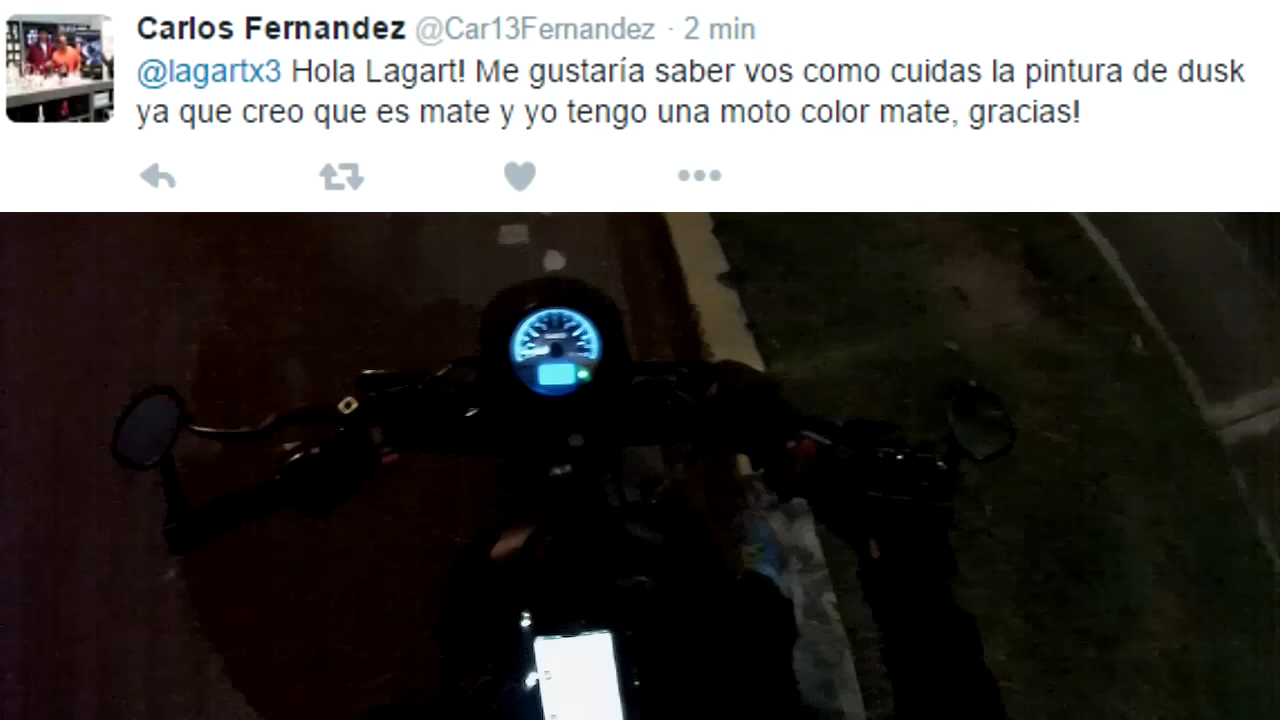 Carlos Fernandez @Car13Fernandez · 2 min
@lagartx3 Hola Lagart! Me gustaría saber vos como cuidas la pintura de dusk
ya que creo que es mate y yo tengo una moto color mate, gracias!